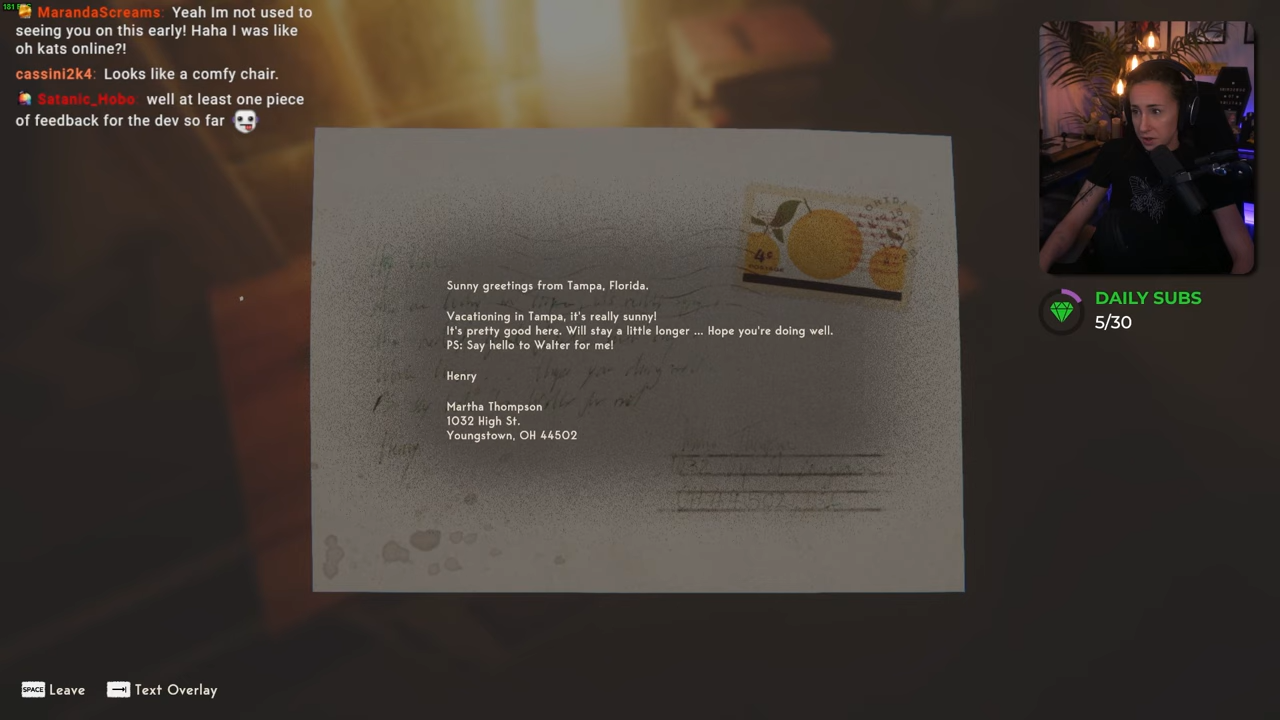 181 FPS
MarandaScreams: Yeah Im not used to
seeing you on this early! Haha I was like
oh kats online?!
cassini2k4: Looks like a comfy chair.
Satanic_Hobo: well at least one piece
of feedback for the dev so far
DAILY SUBS
5/30
4¢
Sunny greetings from Tampa, Florida.
Vacationing in Tampa, it's really sunny!
It's pretty good here. Will stay a little longer ... Hope you're doing well.
PS: Say hello to Walter for me!
Henry
Martha Thompson
1032 High St.
Youngstown, OH 44502
SPACE Leave
Text Overlay